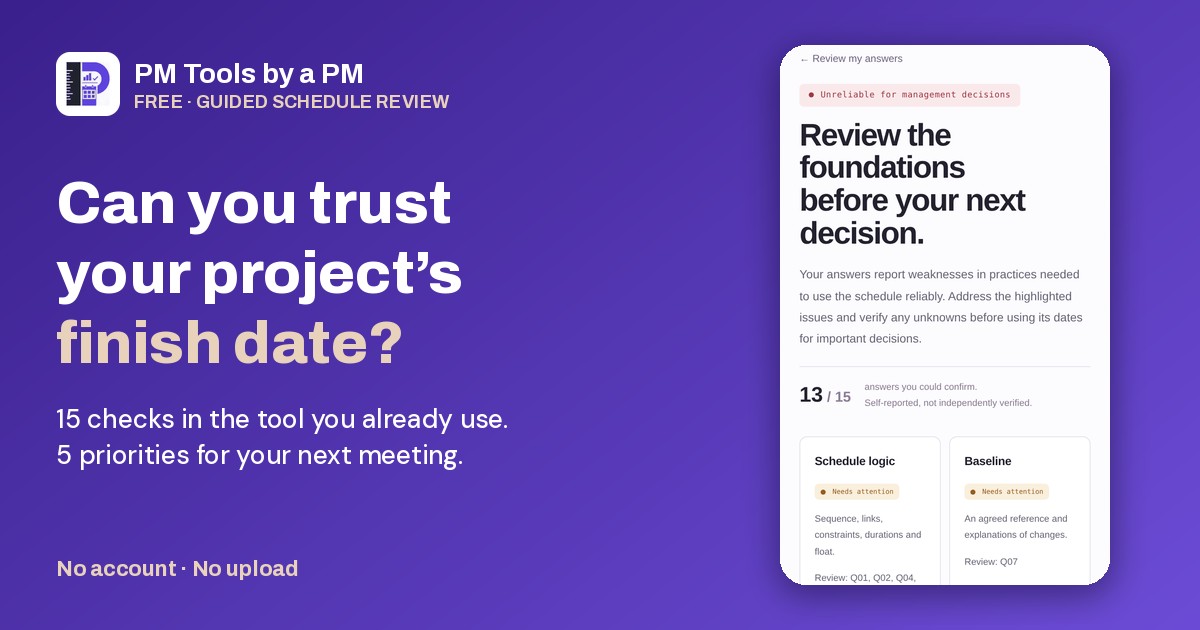 PM Tools by a PM
FREE · GUIDED SCHEDULE REVIEW
Can you trust
your project’s
finish date?
15 checks in the tool you already use.
5 priorities for your next meeting.
No account · No upload
← Review my answers
● Unreliable for management decisions
Review the
foundations
before your next
decision.
Your answers report weaknesses in practices needed
to use the schedule reliably. Address the highlighted
issues and verify any unknowns before using its dates
for important decisions.
13 / 15
answers you could confirm.
Self-reported, not independently verified.
Schedule logic
● Needs attention
Sequence, links,
constraints, durations and
float.
Review: Q01, Q02, Q04,
Baseline
● Needs attention
An agreed reference and
explanations of changes.
Review: Q07